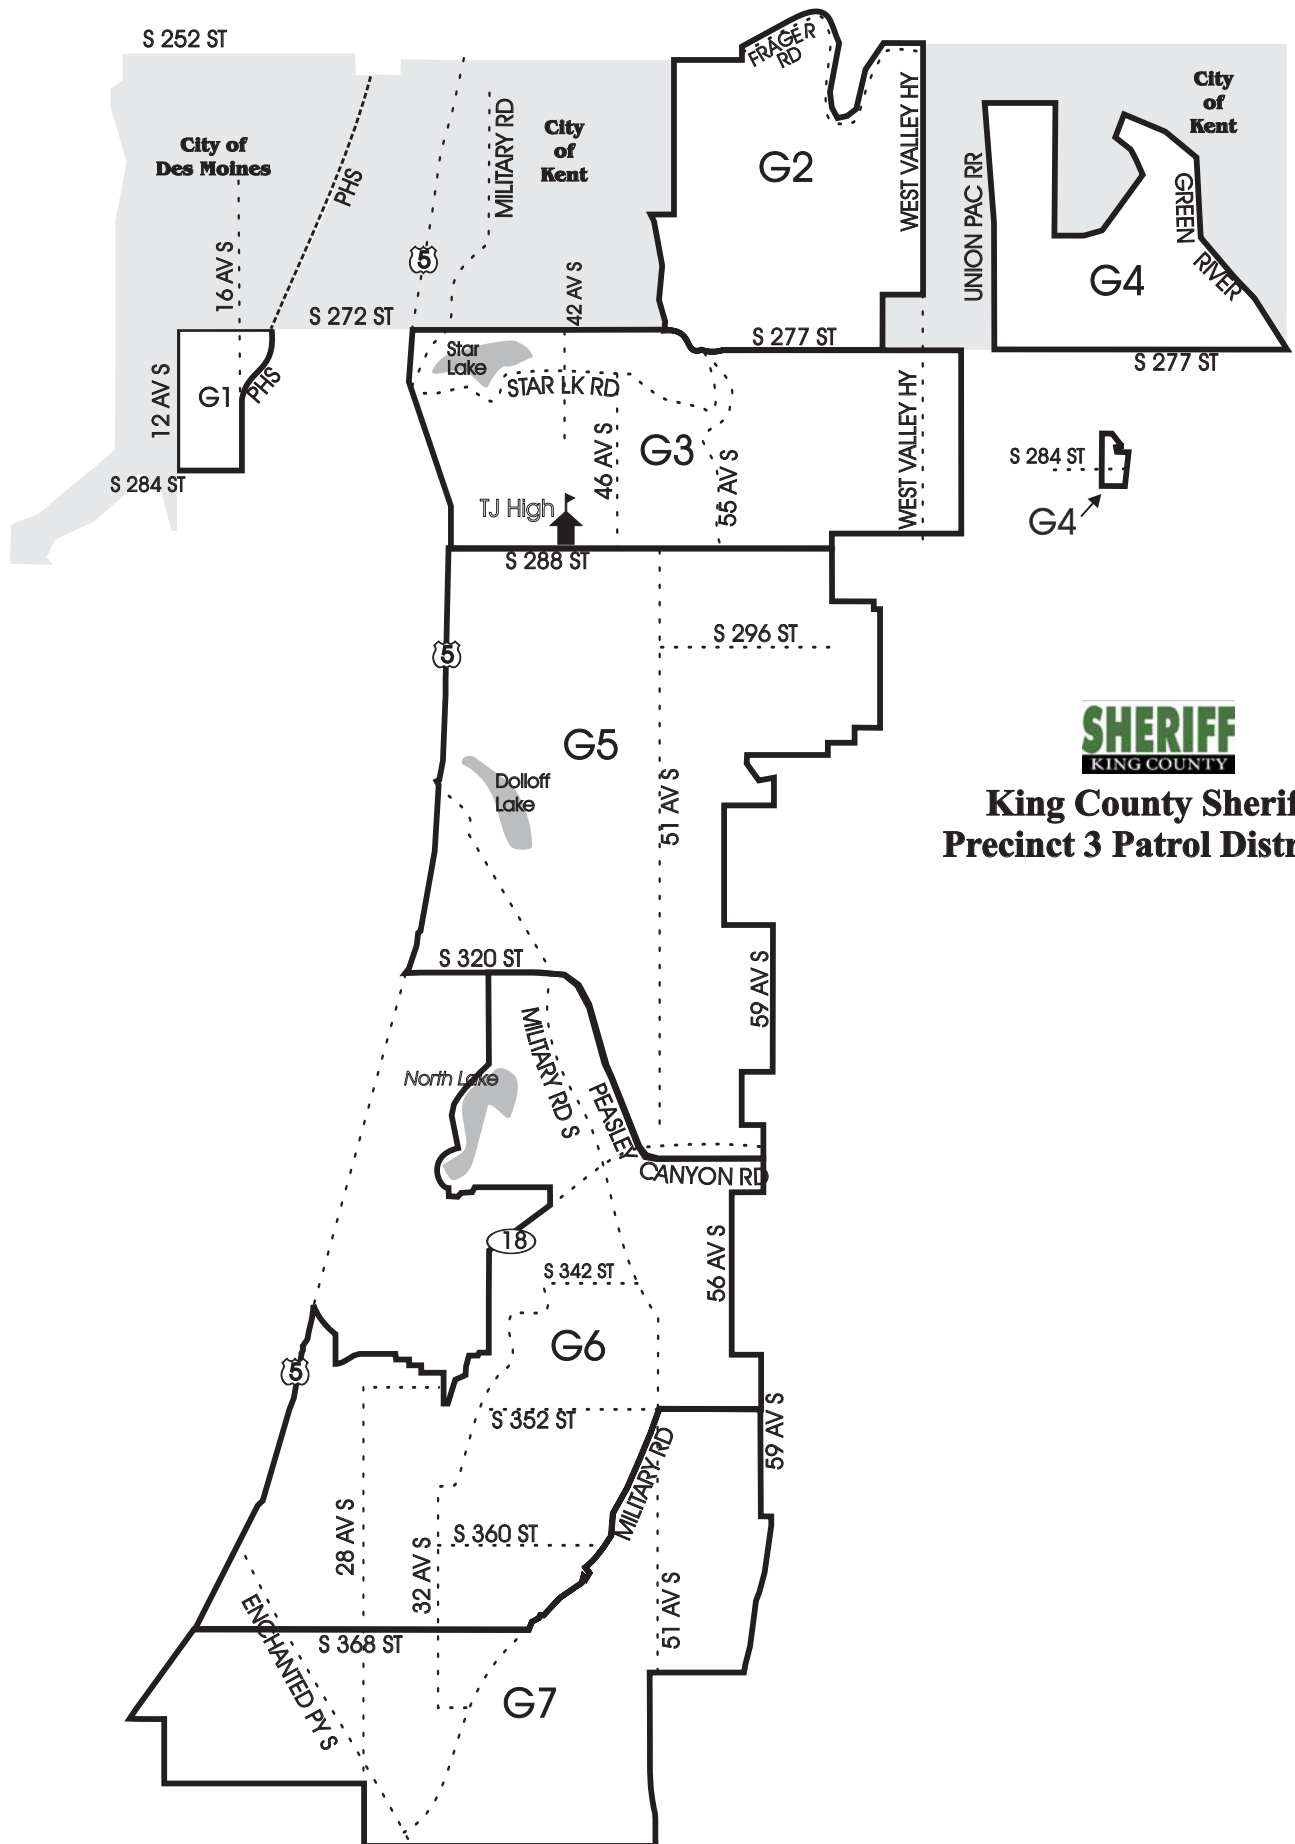 S 252 ST
FRAGER
RD
City of
Des Moines
PHS
MILITARY RD
City
of
Kent
G2
WEST VALLEY HY
City
of
Kent
UNION PAC RR
GREEN
RIVER
G4
16 AV S
5
42 AV S
S 272 ST
S 277 ST
S 277 ST
12 AV S
G1
PHS
Star
Lake
STAR LK RD
G3
46 AV S
55 AV S
WEST VALLEY HY
S 284 ST
S 284 ST
G4
TJ High
S 288 ST
S 296 ST
5
G5
Dolloff
Lake
51 AV S
SHERIFF
KING COUNTY
King County Sherif
Precinct 3 Patrol Distr
S 320 ST
59 AV S
MILITARY RD S
North Lake
PEASLEY
CANYON RD
18
56 AV S
S 342 ST
G6
5
S 352 ST
59 AV S
MILITARY RD
28 AV S
32 AV S
S 360 ST
51 AV S
ENCHANTED PY S
S 368 ST
G7